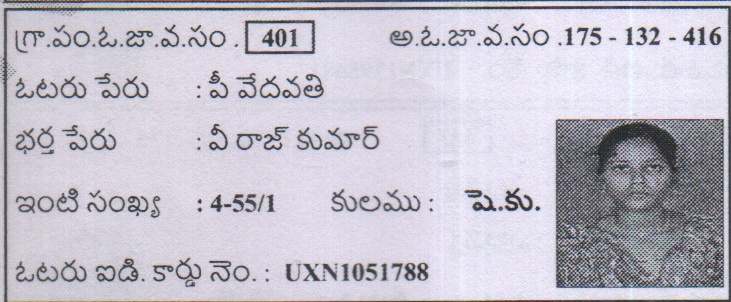 గ్రా.పం.ఓ.జా.వ.సం. 401 అ.ఓ.జా.వ.సం .175 - 132 - 416
ఓటరు పేరు : పీ వేదవతి
భర్త పేరు : వీ రాజ్ కుమార్
ఇంటి సంఖ్య : 4-55/1 కులము : షె.కు.
ఓటరు ఐడి. కార్డు నెం. : UXN1051788